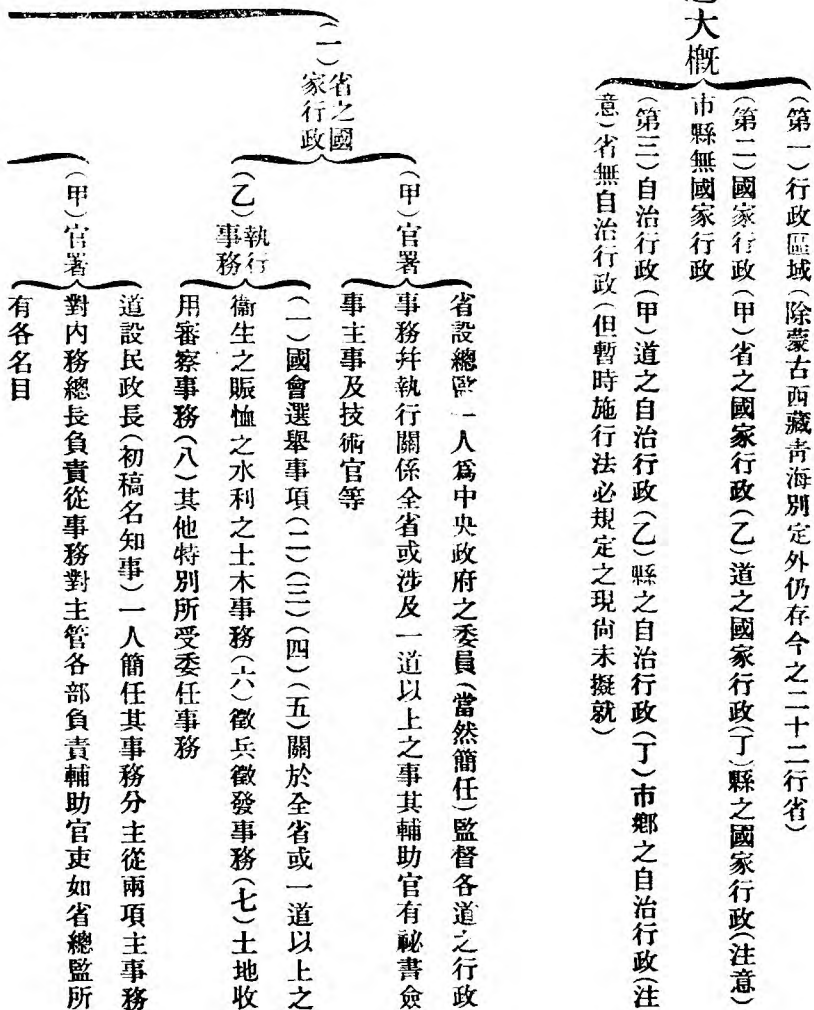 大概
（第一）行政區域（除蒙古西藏青海別定外仍存今之二十二行省）
（第二）國家行政（甲）省之國家行政（乙）道之國家行政（丁）縣之國家行政（注意）
市縣無國家行政
（第三）自治行政（甲）道之自治行政（乙）縣之自治行政（丁）市鄉之自治行政（注
意）省無自治行政（但暫時施行法必規定之現尙未擬就）
（一）省之國
家行政
（甲）官署
省設總監一人爲中央政府之委員（當然簡任）監督各道之行政
事務幷執行關係全省或涉及一道以上之事其輔助官有祕書僉
事主事及技術官等
（乙）執行
事務
（一）國會選舉事項（二）（三）（四）（五）關於全省或一道以上之
衞生之賑恤之水利之土木事務（六）徵兵徵發事務（七）土地收
用審察事務（八）其他特別所受委任事務
（甲）官署
道設民政長（初稿名知事）一人簡任其事務分主從兩項主事務
對內務總長負責從事務對主管各部負責輔助官吏如省總監所
有各名目